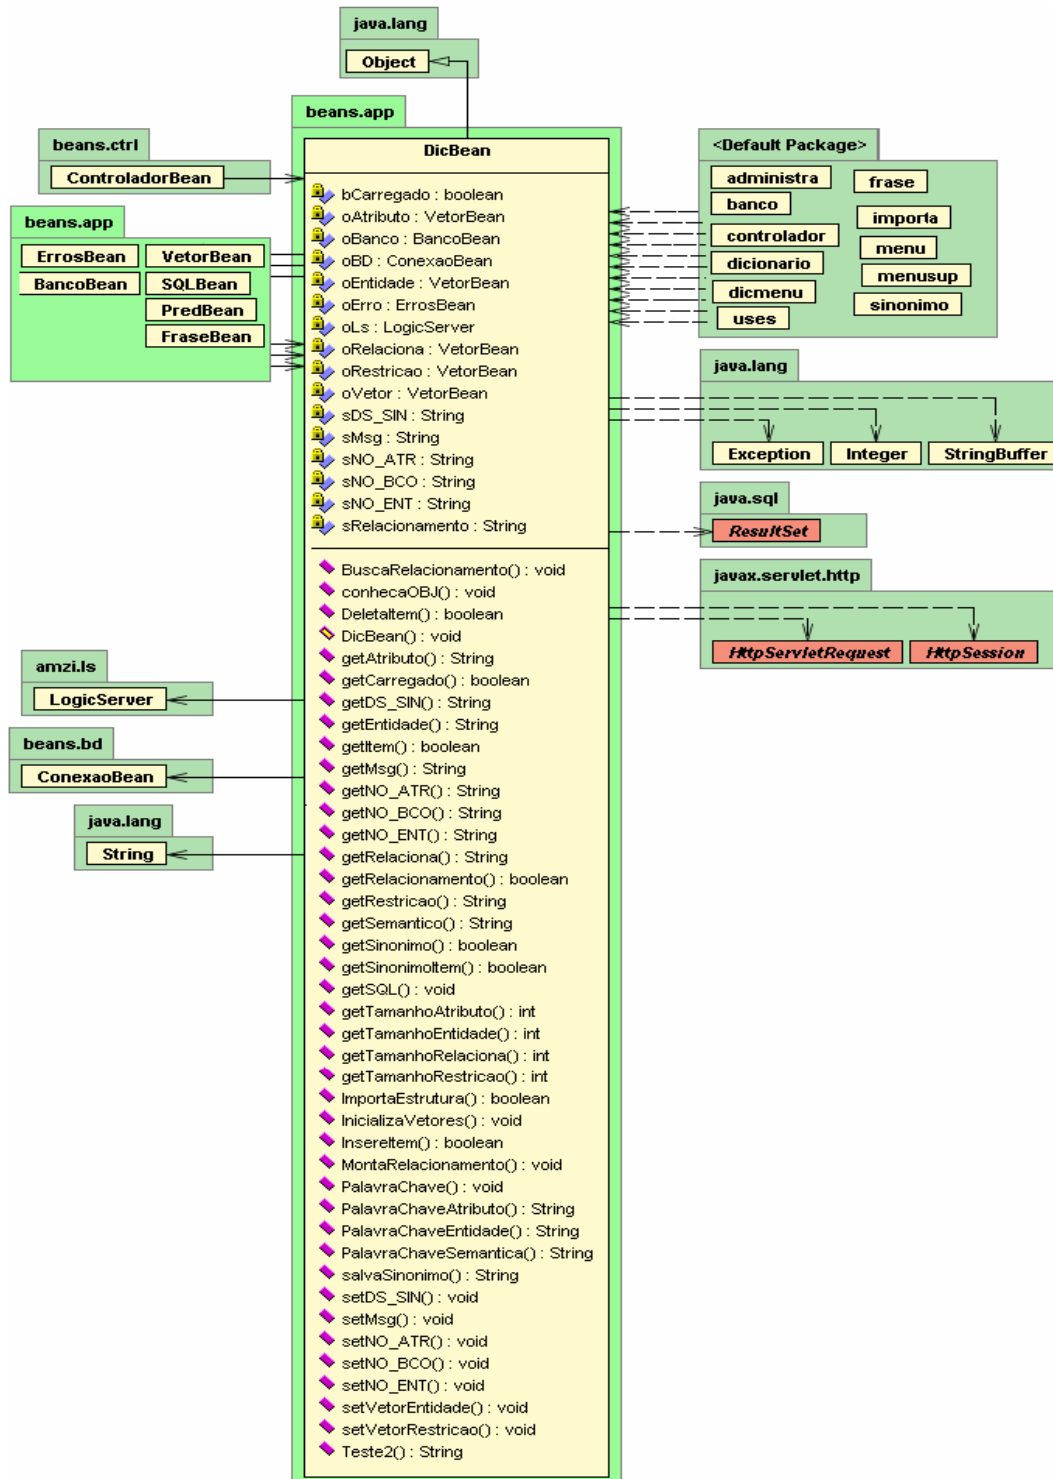 java.lang
Object
beans.app
beans.ctrl
ControladorBean
beans.app
ErrosBean
VetorBean
BancoBean
SQLBean
PredBean
FraseBean
DicBean
bCarregado : boolean
oAtributo : VetorBean
oBanco : BancoBean
oBD : ConexaoBean
oEntidade : VetorBean
oErro : ErrosBean
oLs : LogicServer
oRelaciona : VetorBean
oRestricao : VetorBean
oVetor : VetorBean
sDS_SIN : String
sMsg : String
sNO_ATR : String
sNO_BCO : String
sNO_ENT : String
sRelacionamento : String
BuscaRelacionamento() : void
conhecaOBJ() : void
DeletaItem() : boolean
DicBean() : void
getAtributo() : String
getCarregado() : boolean
getDS_SIN() : String
getEntidade() : String
getItem() : boolean
getMsg() : String
getNO_ATR() : String
getNO_BCO() : String
getNO_ENT() : String
getRelaciona() : String
getRelacionamento() : boolean
getRestricao() : String
getSemantico() : String
getSinonimo() : boolean
getSinonimoItem() : boolean
getSQL() : void
getTamanhoAtributo() : int
getTamanhoEntidade() : int
getTamanhoRelaciona() : int
getTamanhoRestricao() : int
ImportaEstrutura() : boolean
InicializaVetores() : void
InsereItem() : boolean
MontaRelacionamento() : void
PalavraChave() : void
PalavraChaveAtributo() : String
PalavraChaveEntidade() : String
PalavraChaveSemantica() : String
salvaSinonimo() : String
setDS_SIN() : void
setMsg() : void
setNO_ATR() : void
setNO_BCO() : void
setNO_ENT() : void
setVetorEntidade() : void
setVetorRestricao() : void
Teste2() : String
amzi.ls
LogicServer
beans.bd
ConexaoBean
java.lang
String
<Default Package>
administra
frase
banco
importa
controlador
menu
dicionario
menusup
dicmenu
sinonimo
uses
java.lang
Exception
Integer
StringBuffer
java.sql
ResultSet
javax.servlet.http
HttpServletRequest
HttpSession